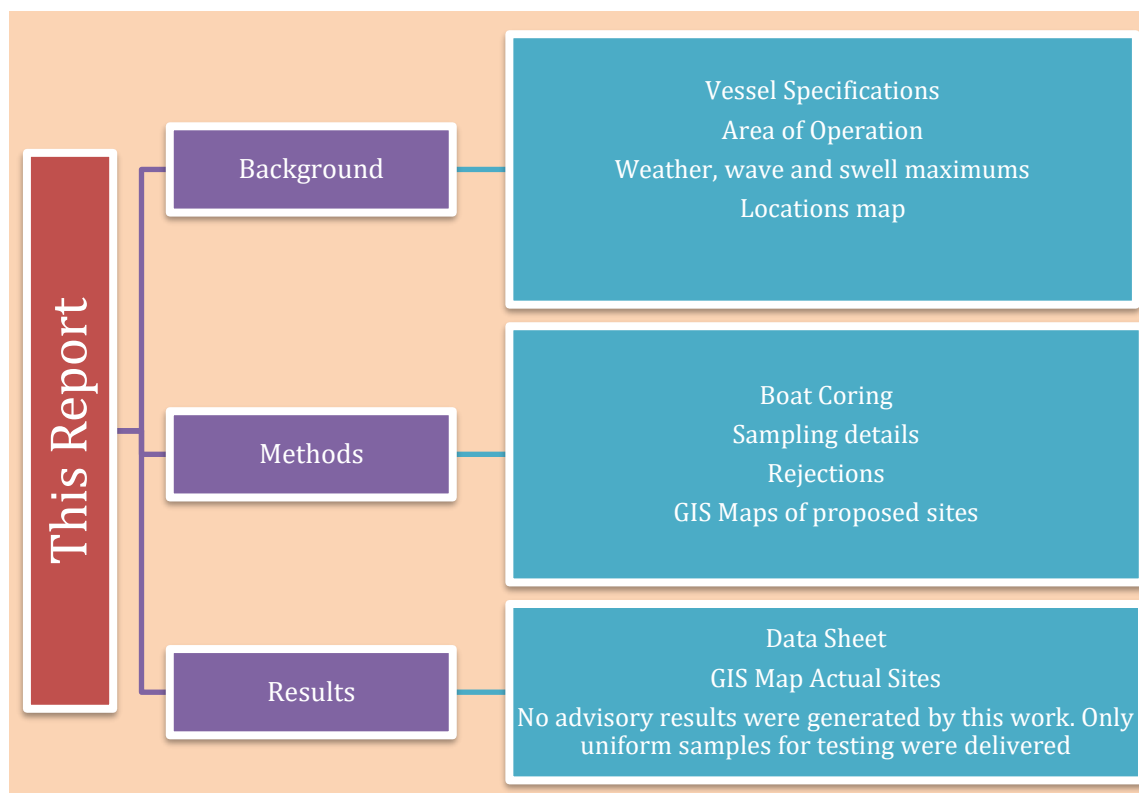 This Report
Background
Vessel Specifications
Area of Operation
Weather, wave and swell maximums
Locations map
Methods
Boat Coring
Sampling details
Rejections
GIS Maps of proposed sites
Results
Data Sheet
GIS Map Actual Sites
No advisory results were generated by this work. Only
uniform samples for testing were delivered